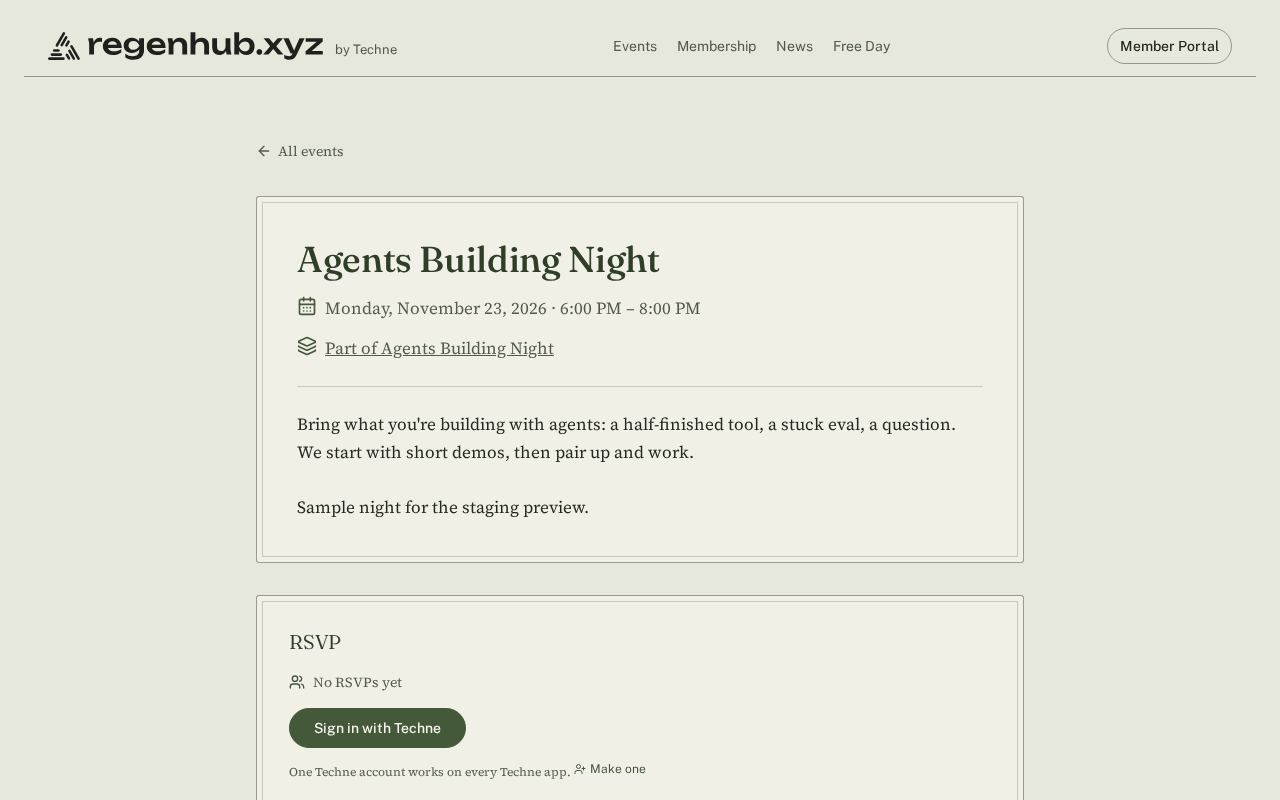 regenhub.xyz by Techne
Events Membership News Free Day
Member Portal
All events
Agents Building Night
Monday, November 23, 2026 · 6:00 PM – 8:00 PM
Part of Agents Building Night
Bring what you're building with agents: a half-finished tool, a stuck eval, a question.
We start with short demos, then pair up and work.
Sample night for the staging preview.
RSVP
No RSVPs yet
Sign in with Techne
One Techne account works on every Techne app. Make one